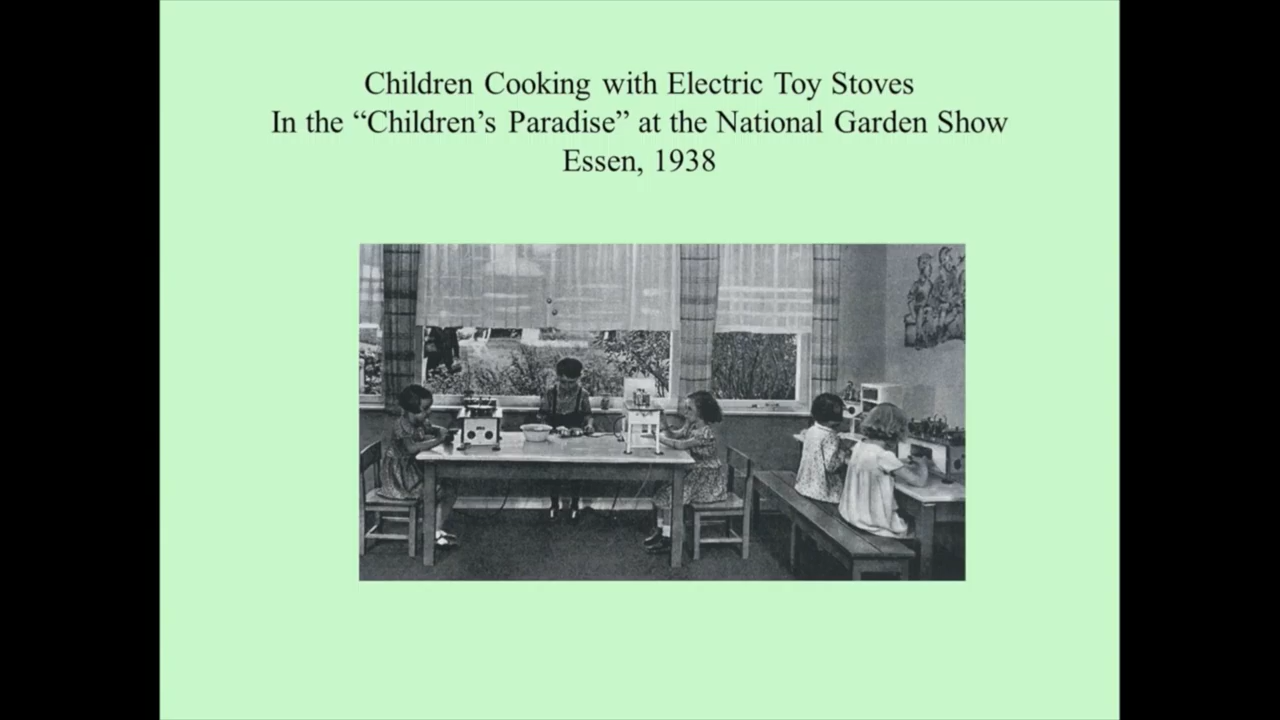 Children Cooking with Electric Toy Stoves
In the “Children’s Paradise” at the National Garden Show
Essen, 1938